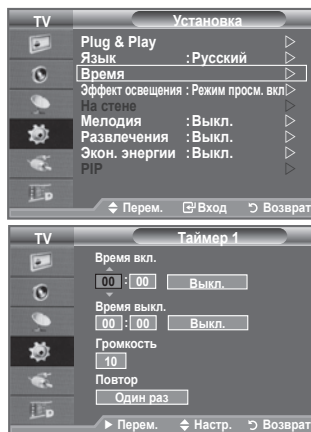 TV Установка
Plug & Play
Язык : Русский
Время
Эффект освещения : Режим просм. вкл
На стене
Мелодия : Выкл.
Развлечения : Выкл.
Экон. энергии : Выкл.
PIP
Перем. Вход Возврат
TV Таймер 1
Время вкл.
00 : 00 Выкл.
Время выкл.
00 : 00 Выкл.
Громкость
10
Повтор
Один раз
Перем. Настр. Возврат